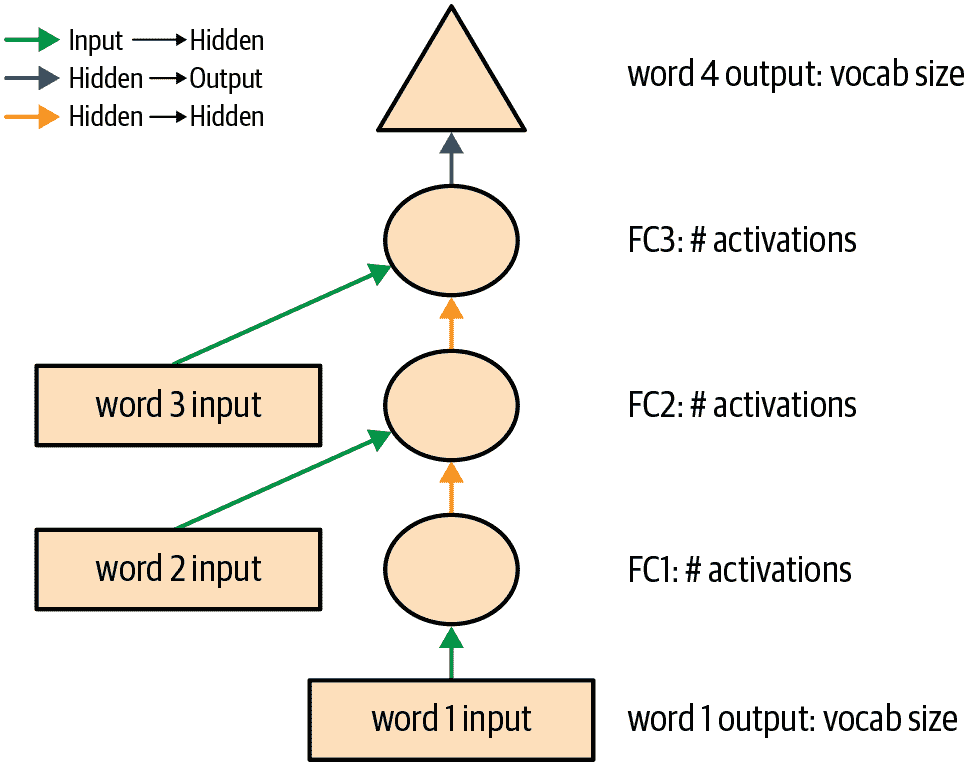 Input → Hidden
Hidden → Output
Hidden → Hidden
word 4 output: vocab size
FC3: # activations
word 3 input
FC2: # activations
word 2 input
FC1: # activations
word 1 input
word 1 output: vocab size